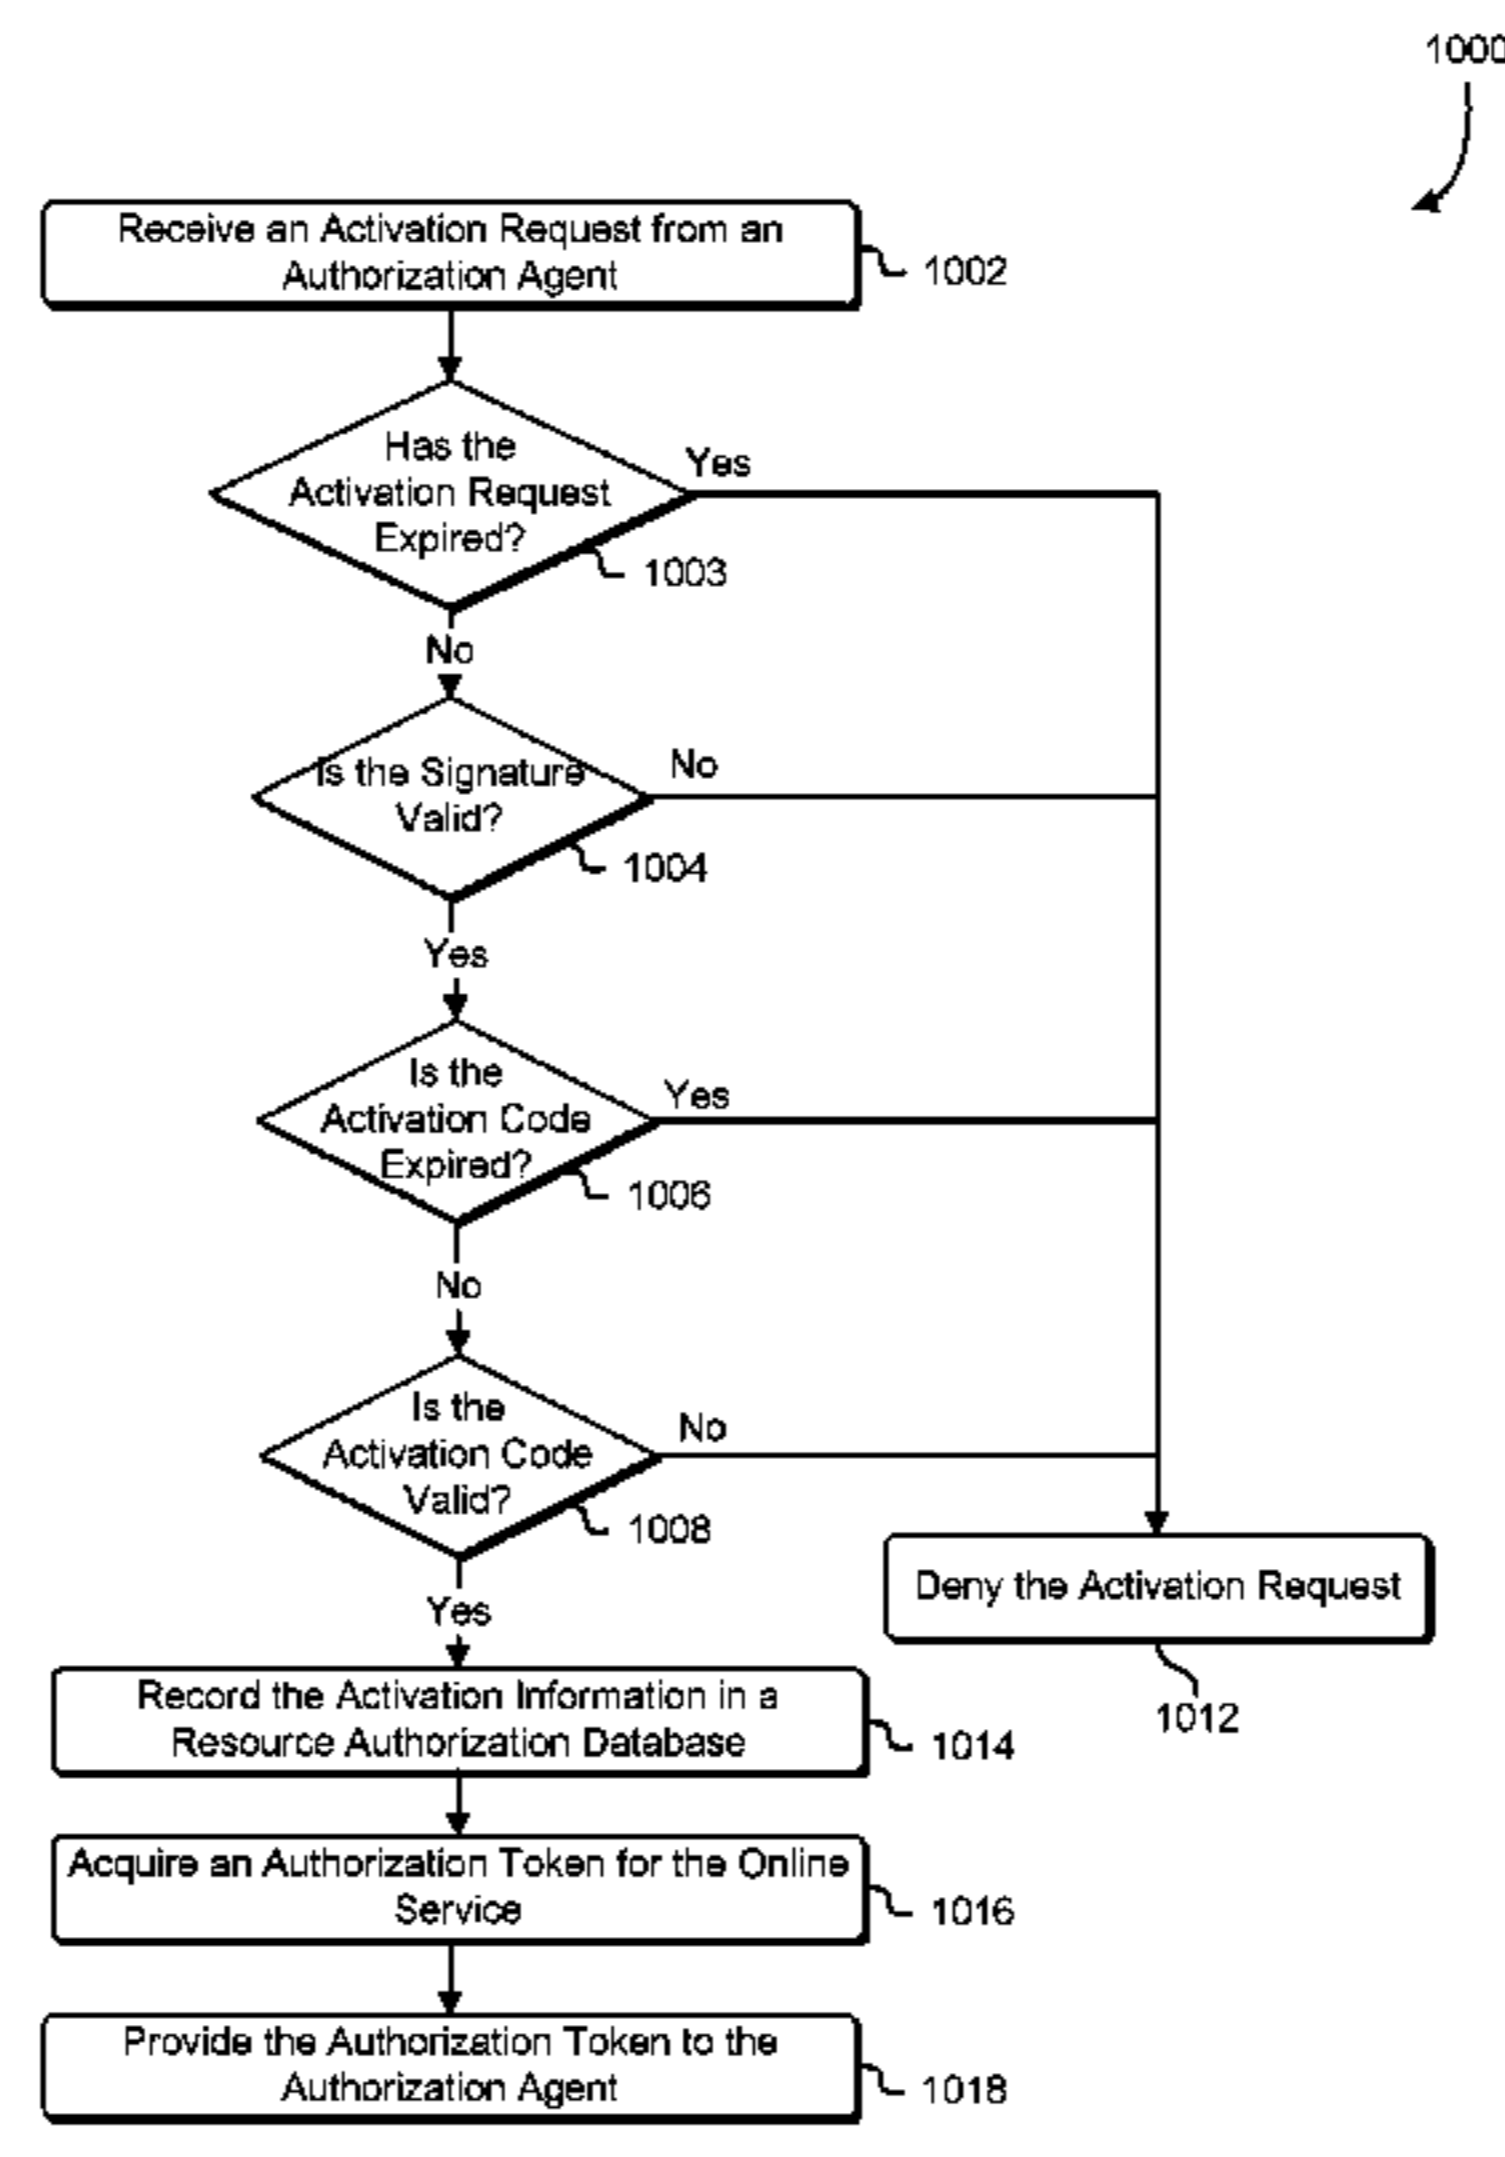 1000
Receive an Activation Request from an
Authorization Agent
1002
Has the
Activation Request
Expired?
Yes
1003
No
Is the Signature
Valid?
No
1004
Yes
Is the
Activation Code
Expired?
Yes
1006
No
Is the
Activation Code
Valid?
No
1008
Yes
Deny the Activation Request
1012
Record the Activation Information in a
Resource Authorization Database
1014
Acquire an Authorization Token for the Online
Service
1016
Provide the Authorization Token to the
Authorization Agent
1018